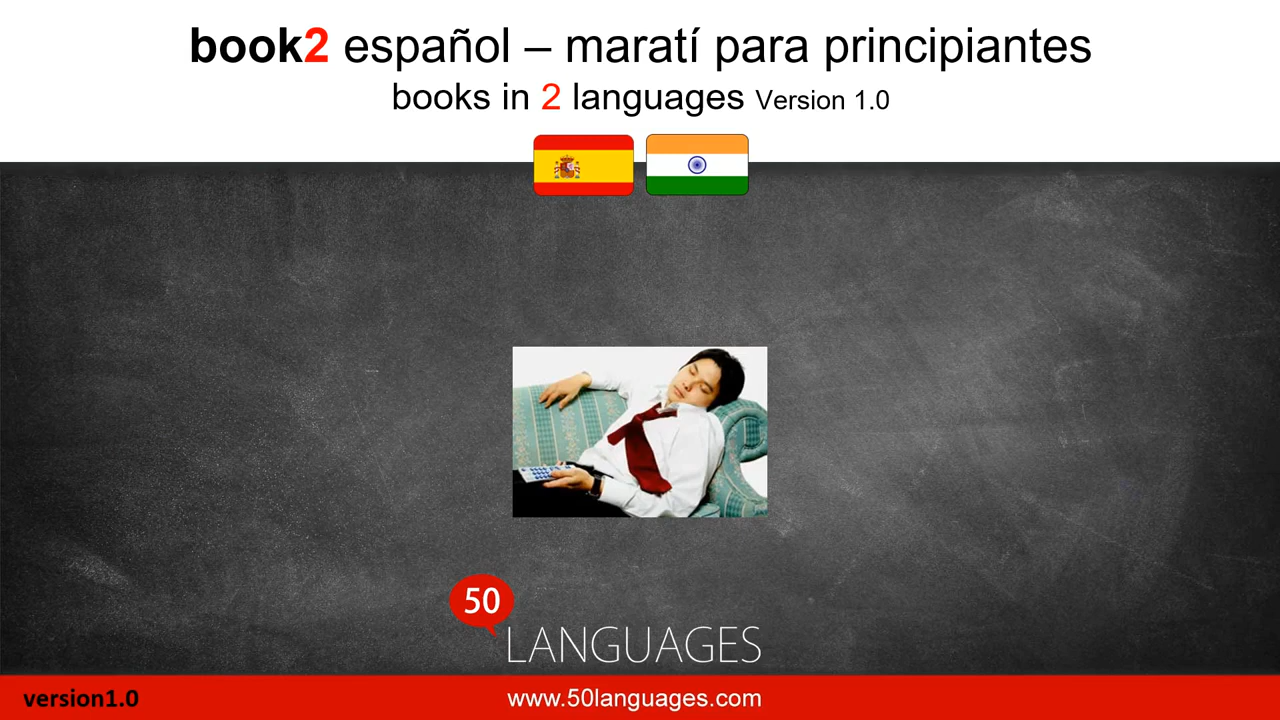 book2 español – maratí para principiantes
books in 2 languages Version 1.0
50
LANGUAGES
version1.0
www.50languages.com